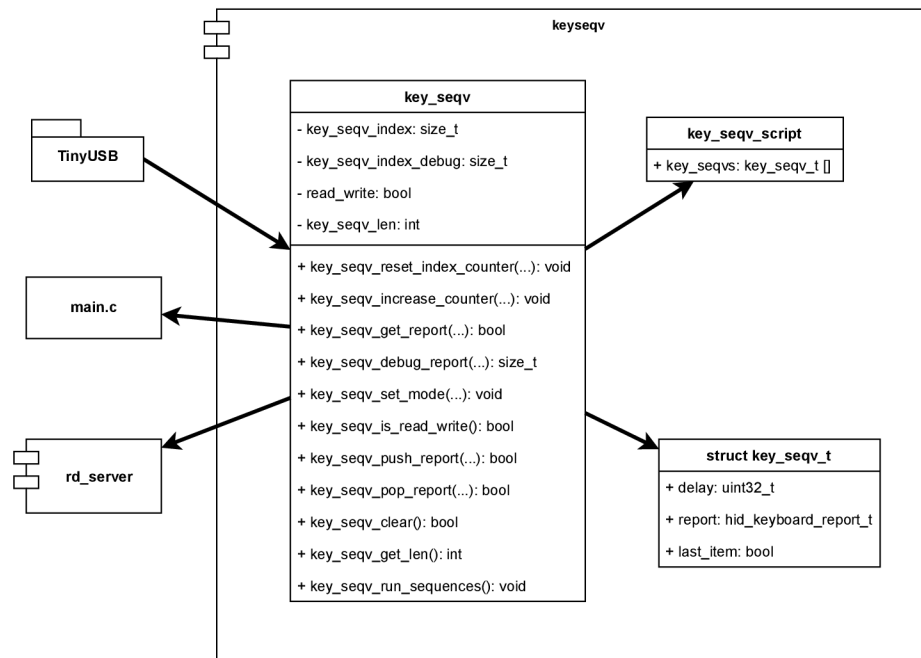 keyseqv
key_seqv
- key_seqv_index: size_t
- key_seqv_index_debug: size_t
- read_write: bool
- key_seqv_len: int
+ key_seqv_reset_index_counter(...): void
+ key_seqv_increase_counter(...): void
+ key_seqv_get_report(...): bool
+ key_seqv_debug_report(...): size_t
+ key_seqv_set_mode(...): void
+ key_seqv_is_read_write(): bool
+ key_seqv_push_report(...): bool
+ key_seqv_pop_report(...): bool
+ key_seqv_clear(): bool
+ key_seqv_get_len(): int
+ key_seqv_run_sequences(): void
TinyUSB
main.c
rd_server
key_seqv_script
+ key_seqvs: key_seqv_t []
struct key_seqv_t
+ delay: uint32_t
+ report: hid_keyboard_report_t
+ last_item: bool